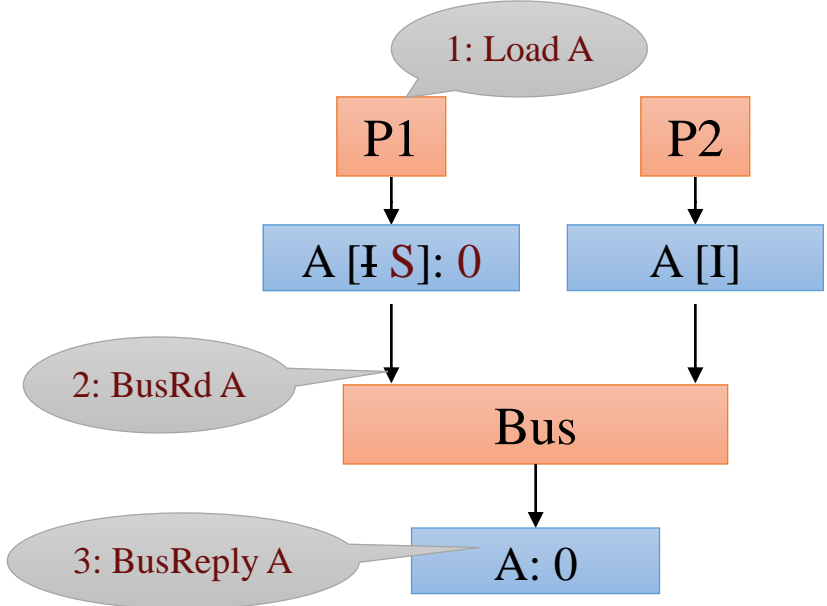 1: Load A
P1
P2
A [I S]: 0
A [I]
2: BusRd A
Bus
3: BusReply A
A: 0